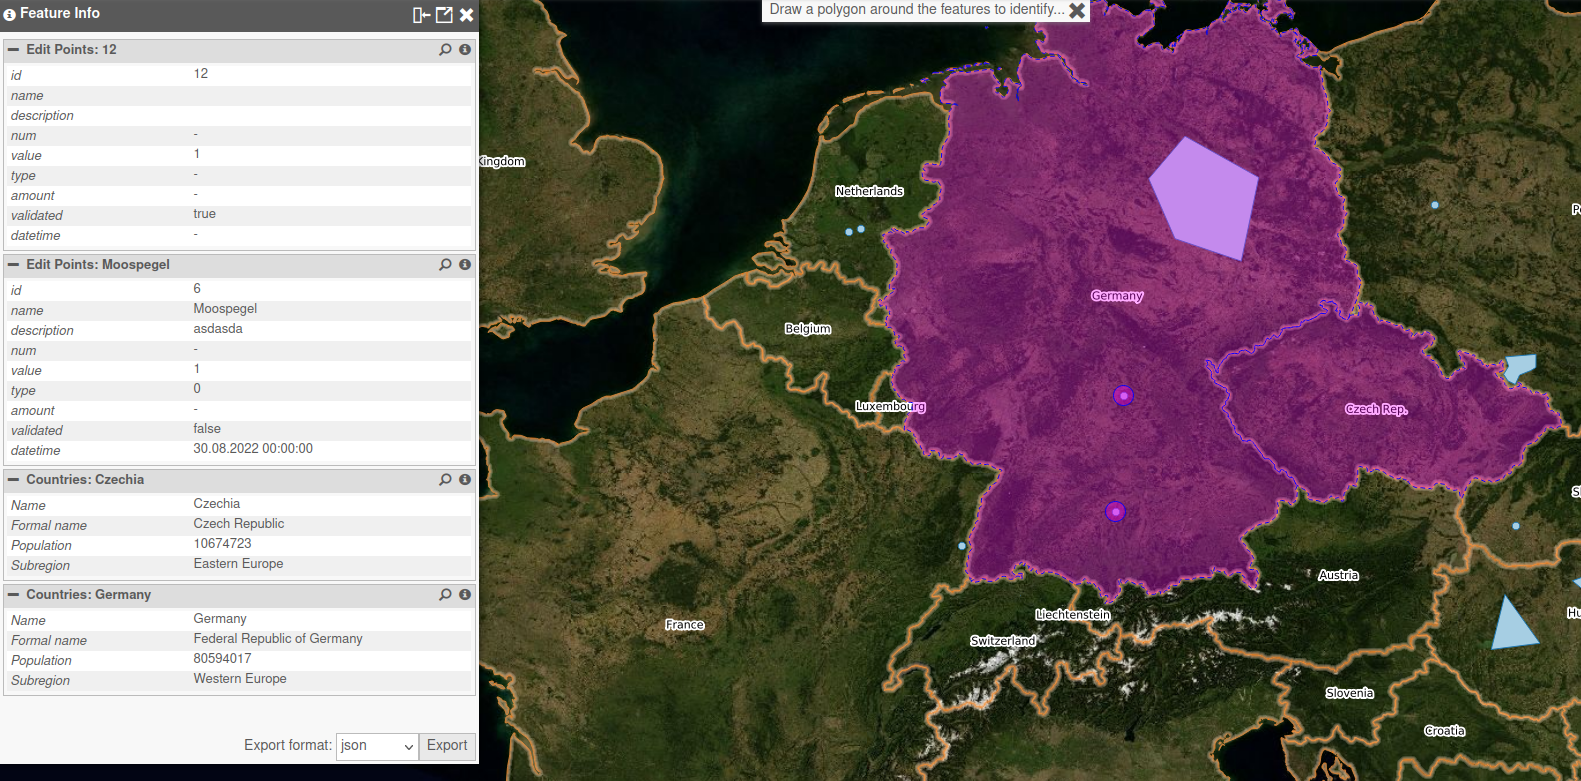 Feature Info
Edit Points: 12
id 12
name
description
num -
value 1
type -
amount -
validated true
datetime -
Edit Points: Moospegel
id 6
name Moospegel
description asdasda
num -
value 1
type 0
amount -
validated false
datetime 30.08.2022 00:00:00
Countries: Czechia
Name Czechia
Formal name Czech Republic
Population 10674723
Subregion Eastern Europe
Countries: Germany
Name Germany
Formal name Federal Republic of Germany
Population 80594017
Subregion Western Europe
Export format: json Export
Draw a polygon around the features to identify...
Kingdom
Netherlands
Germany
Belgium
Luxembourg
Czech Rep.
Austria
Liechtenstein
France
Switzerland
Slovenia
Croatia